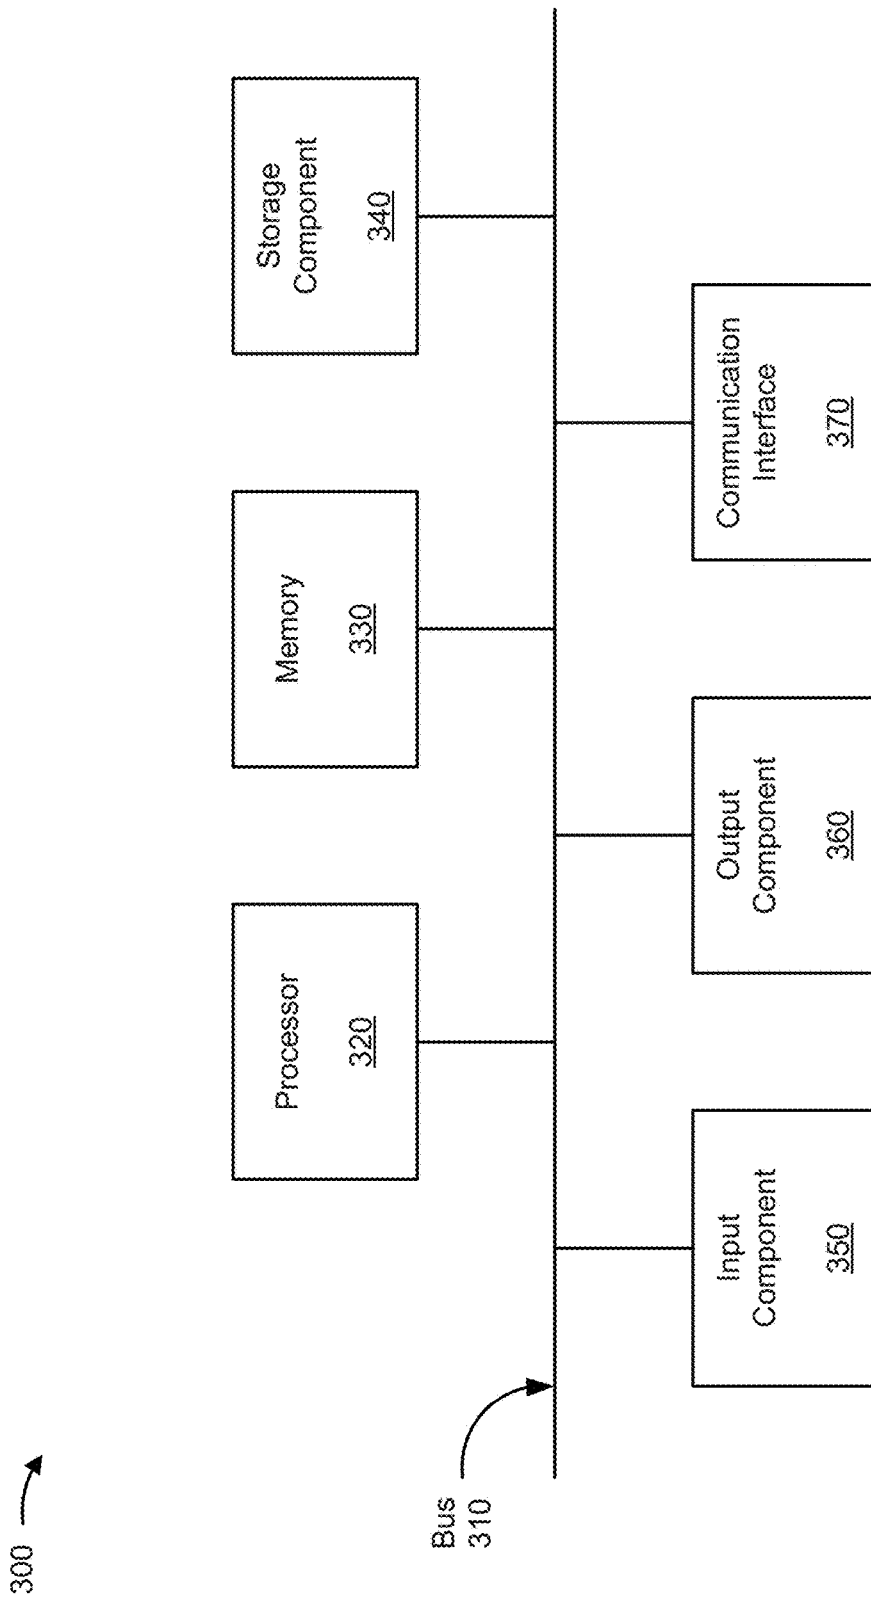 300
Bus
310
Processor
320
Memory
330
Storage
Component
340
Input
Component
350
Output
Component
360
Communication
Interface
370